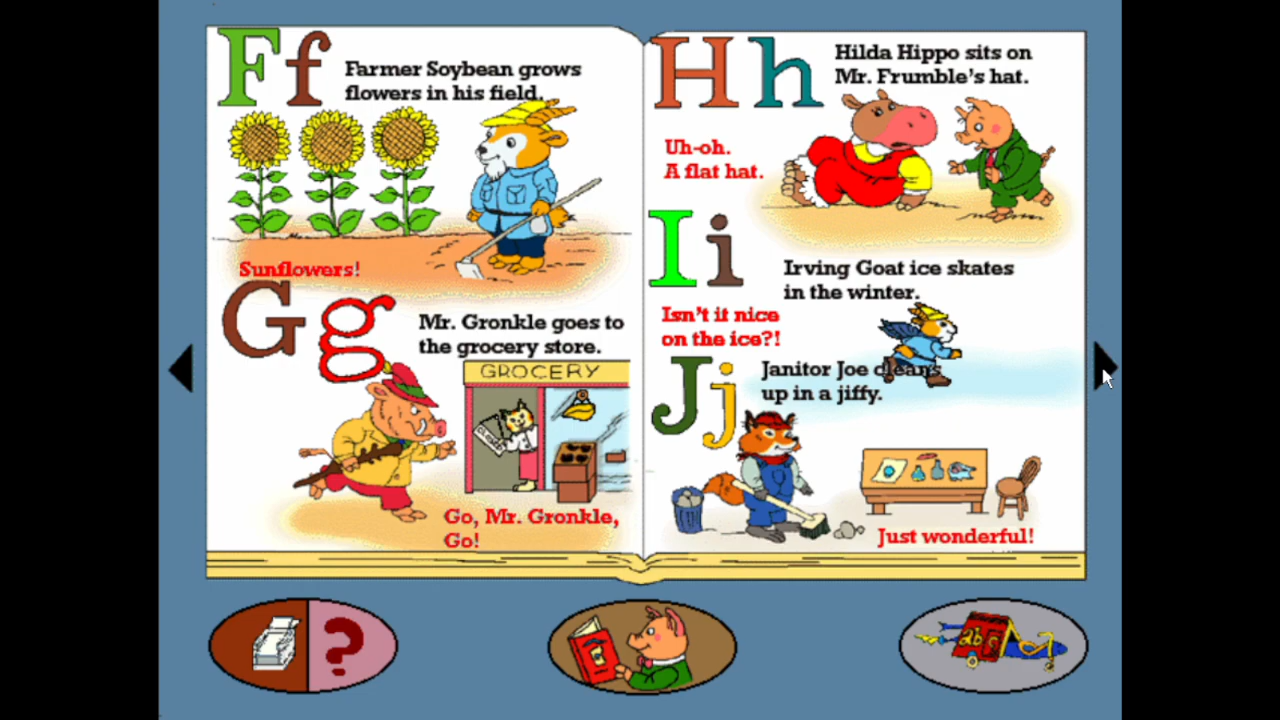 Ff
Farmer Soybean grows
flowers in his field.
Sunflowers!
Gg
Mr. Gronkle goes to
the grocery store.
GROCERY
CLOSED
Go, Mr. Gronkle,
Go!
Hh
Hilda Hippo sits on
Mr. Frumble's hat.
Uh-oh.
A flat hat.
Ii
Irving Goat ice skates
in the winter.
Isn't it nice
on the ice?!
Jj
Janitor Joe cleans
up in a jiffy.
Just wonderful!
?
abc